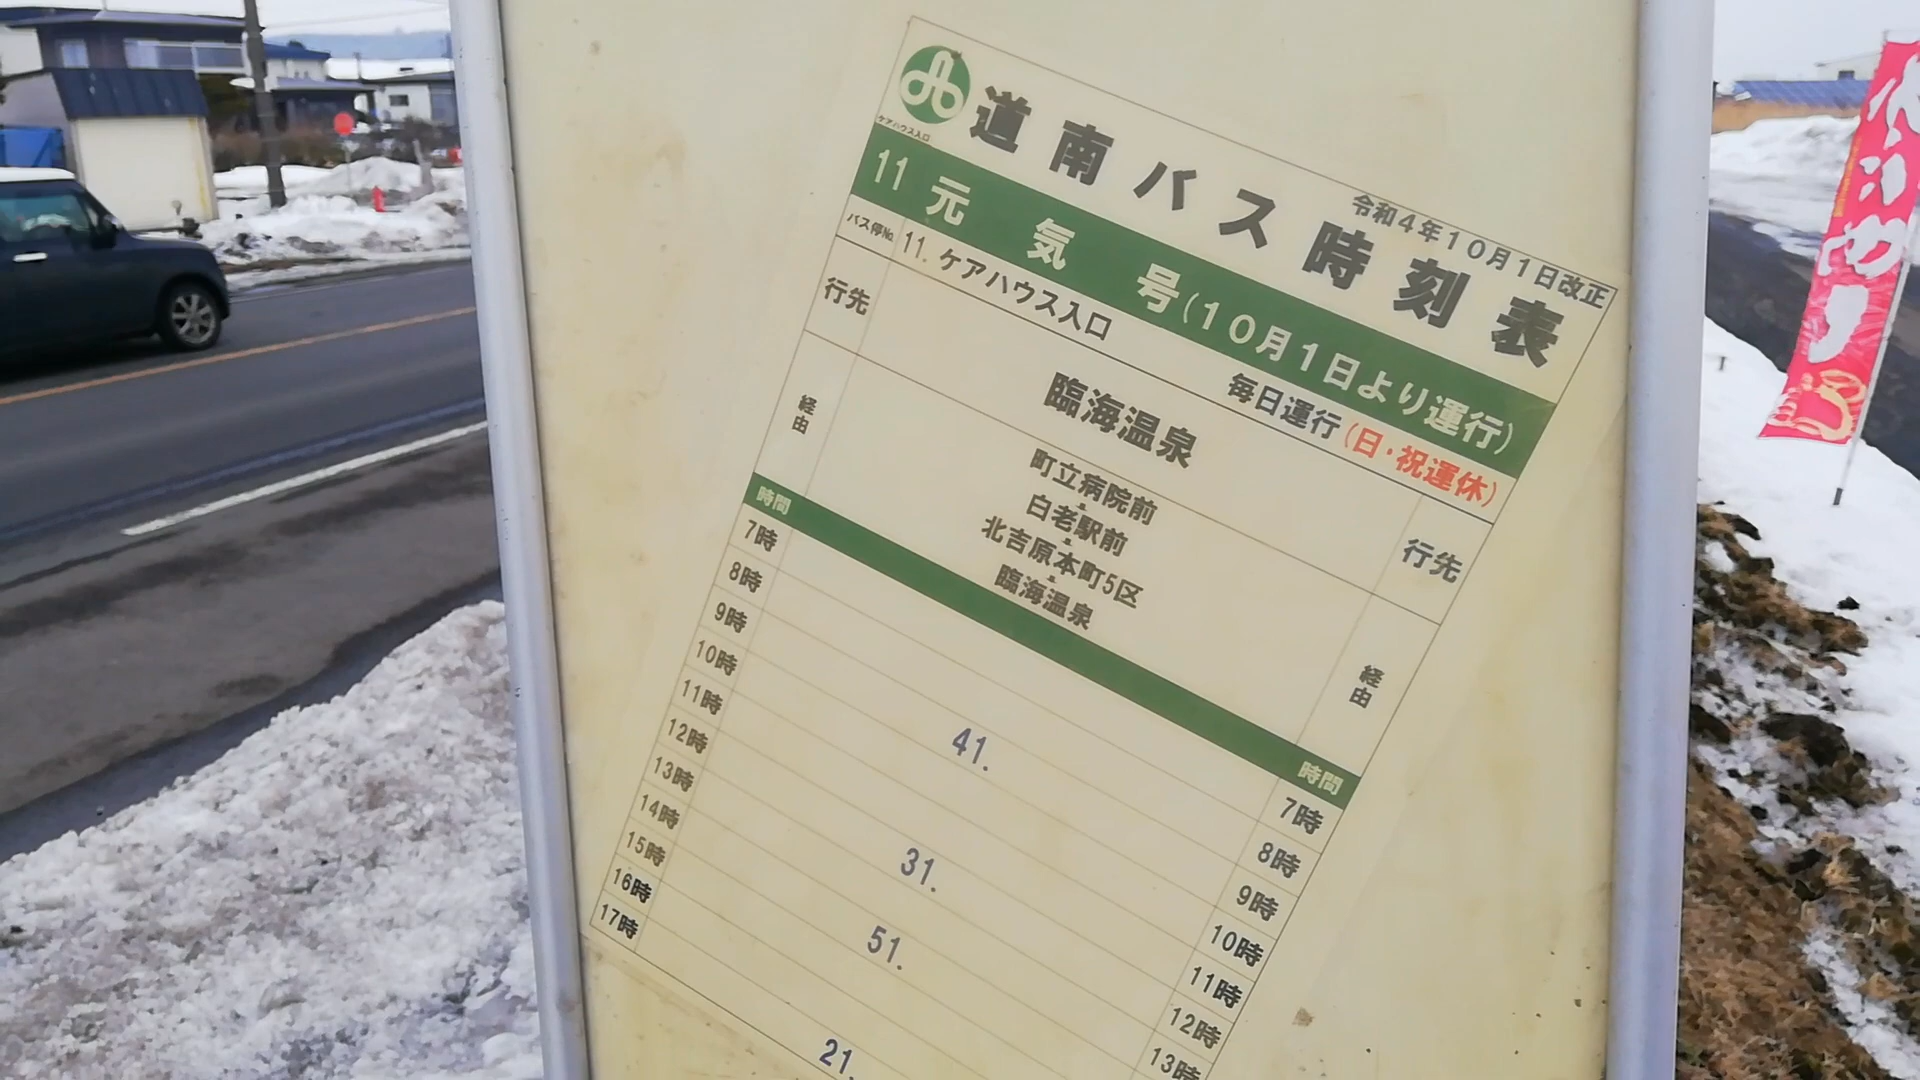 ケアハウス入口
道南バス時刻表
令和4年10月1日改正
11 元気号(10月1日より運行)
バス停№ 11. ケアハウス入口 毎日運行(日・祝運休)
行先 臨海温泉 行先
経由 町立病院前 経由
白老駅前
北吉原本町5区
臨海温泉
時間 時間
7時 7時
8時 8時
9時 41. 9時
10時 10時
11時 11時
12時 31. 12時
13時 13時
14時 51.
15時
16時
17時 21.